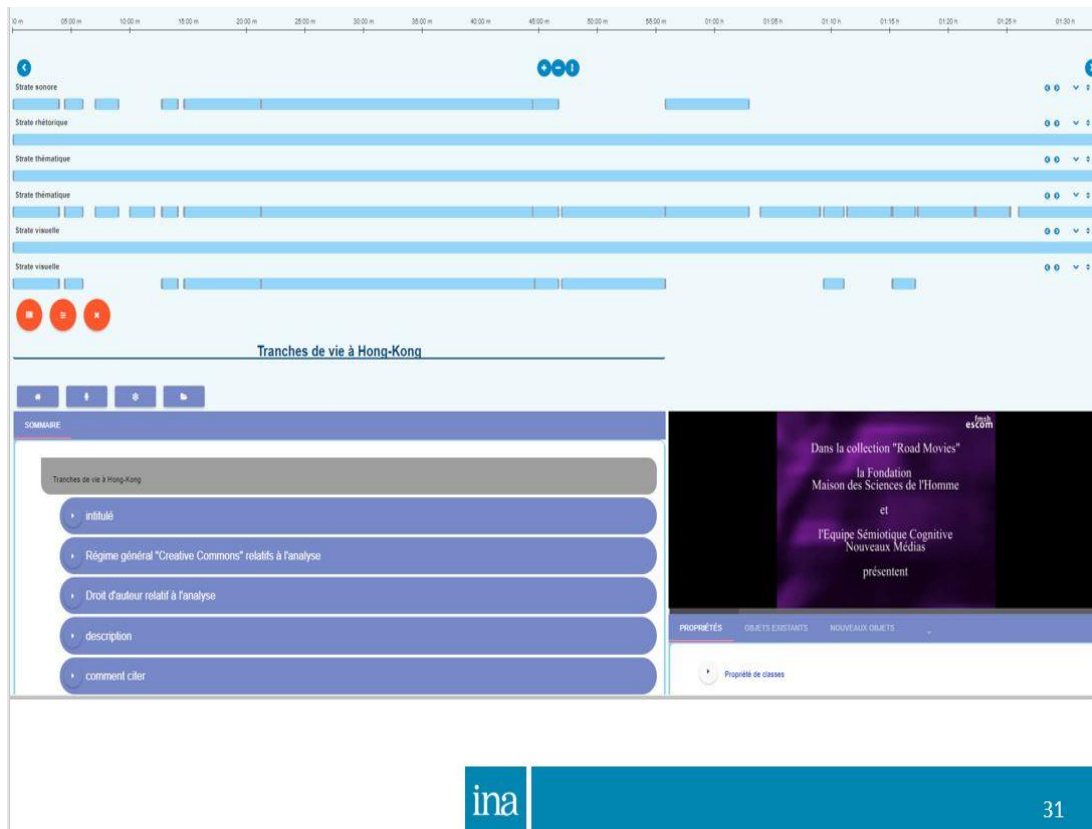 00 m 05:00 m 10:00 m 15:00 m 20:00 m 25:00 m 30:00 m 35:00 m 40:00 m 45:00 m 50:00 m 55:00 m 01:00 h 01:05 h 01:10 h 01:15 h 01:20 h 01:25 h 01:30 h
Strate sonore
Strate rhétorique
Strate thématique
Strate thématique
Strate visuelle
Strate visuelle
Tranches de vie à Hong-Kong
SOMMAIRE
Tranches de vie à Hong-Kong
intitulé
Régime général "Creative Commons" relatifs à l'analyse
Droit d'auteur relatif à l'analyse
description
comment citer
fmsh
escom
Dans la collection "Road Movies"
la Fondation
Maison des Sciences de l'Homme
et
l'Equipe Sémiotique Cognitive
Nouveaux Médias
présentent
PROPRIÉTÉS OBJETS EXISTANTS NOUVEAUX OBJETS
Propriété de classes
ina
31